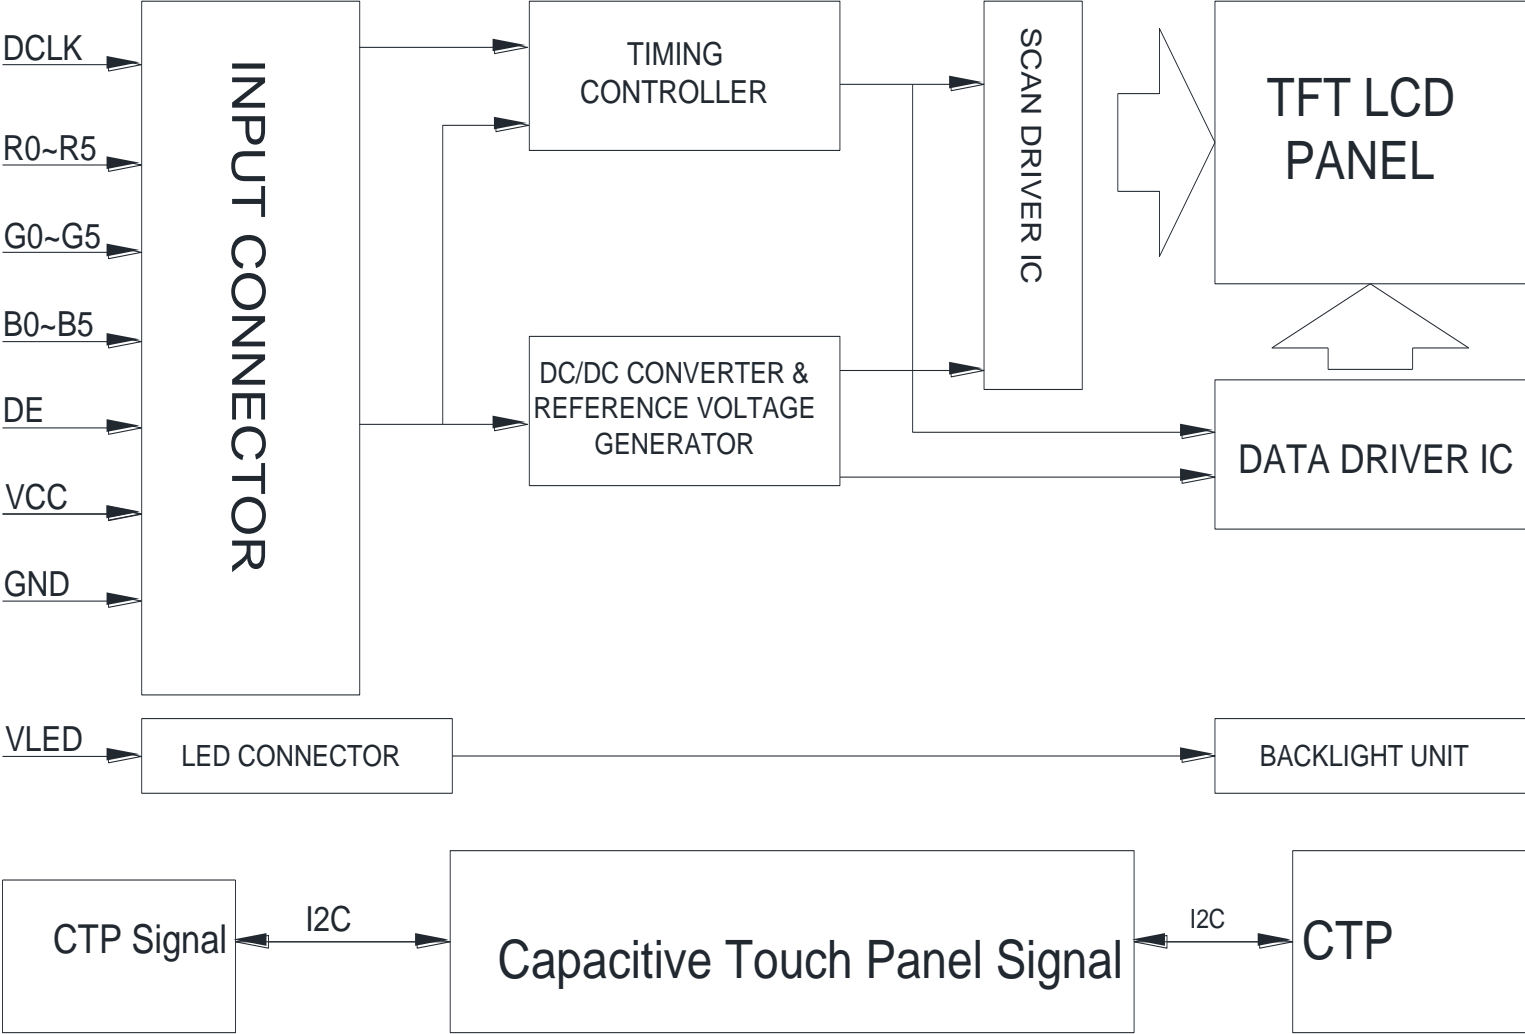 DCLK
R0~R5
G0~G5
B0~B5
DE
VCC
GND
INPUT CONNECTOR
TIMING
CONTROLLER
DC/DC CONVERTER &
REFERENCE VOLTAGE
GENERATOR
SCAN DRIVER IC
TFT LCD
PANEL
DATA DRIVER IC
VLED
LED CONNECTOR
BACKLIGHT UNIT
CTP Signal
I2C
Capacitive Touch Panel Signal
I2C
CTP